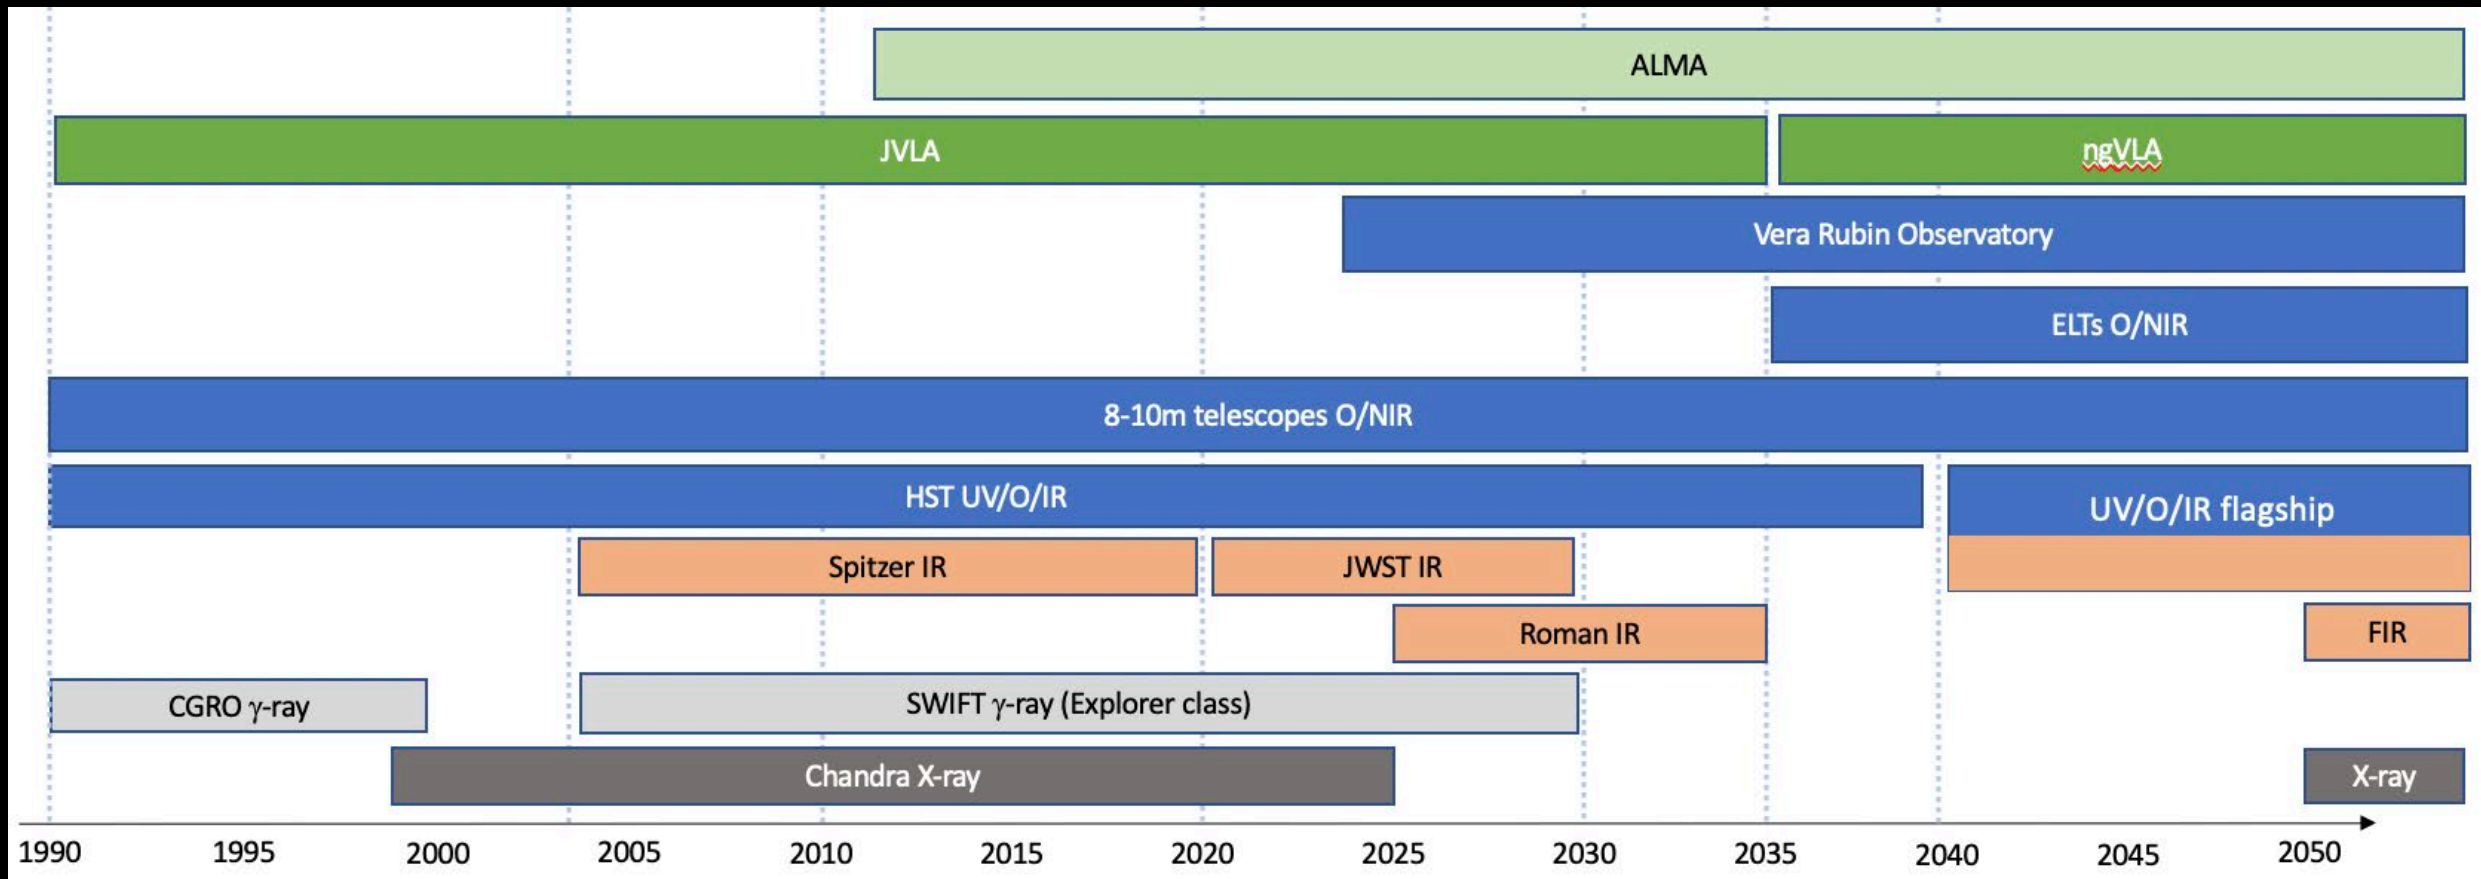 ALMA
JVLA
ngVLA
Vera Rubin Observatory
ELTs O/NIR
8-10m telescopes O/NIR
HST UV/O/IR
UV/O/IR flagship
Spitzer IR
JWST IR
Roman IR
FIR
CGRO γ-ray
SWIFT γ-ray (Explorer class)
Chandra X-ray
X-ray
1990 1995 2000 2005 2010 2015 2020 2025 2030 2035 2040 2045 2050